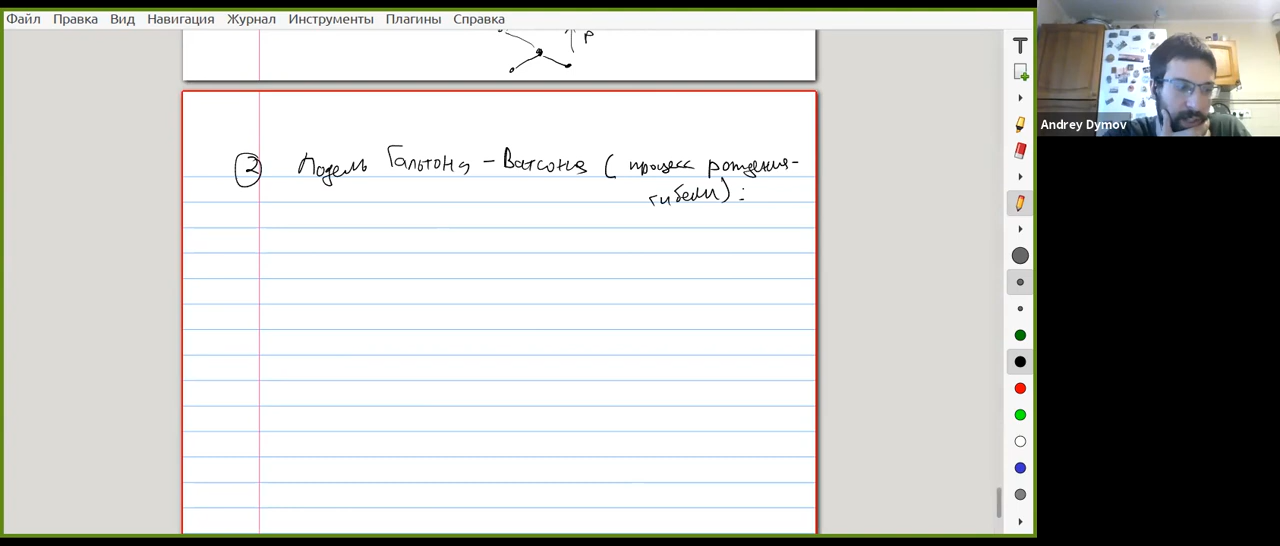 Файл Правка Вид Навигация Журнал Инструменты Плагины Справка
Andrey Dymov
P
2 Модель Гальтона - Ватсона ( процесс рождения-
гибели) :
T